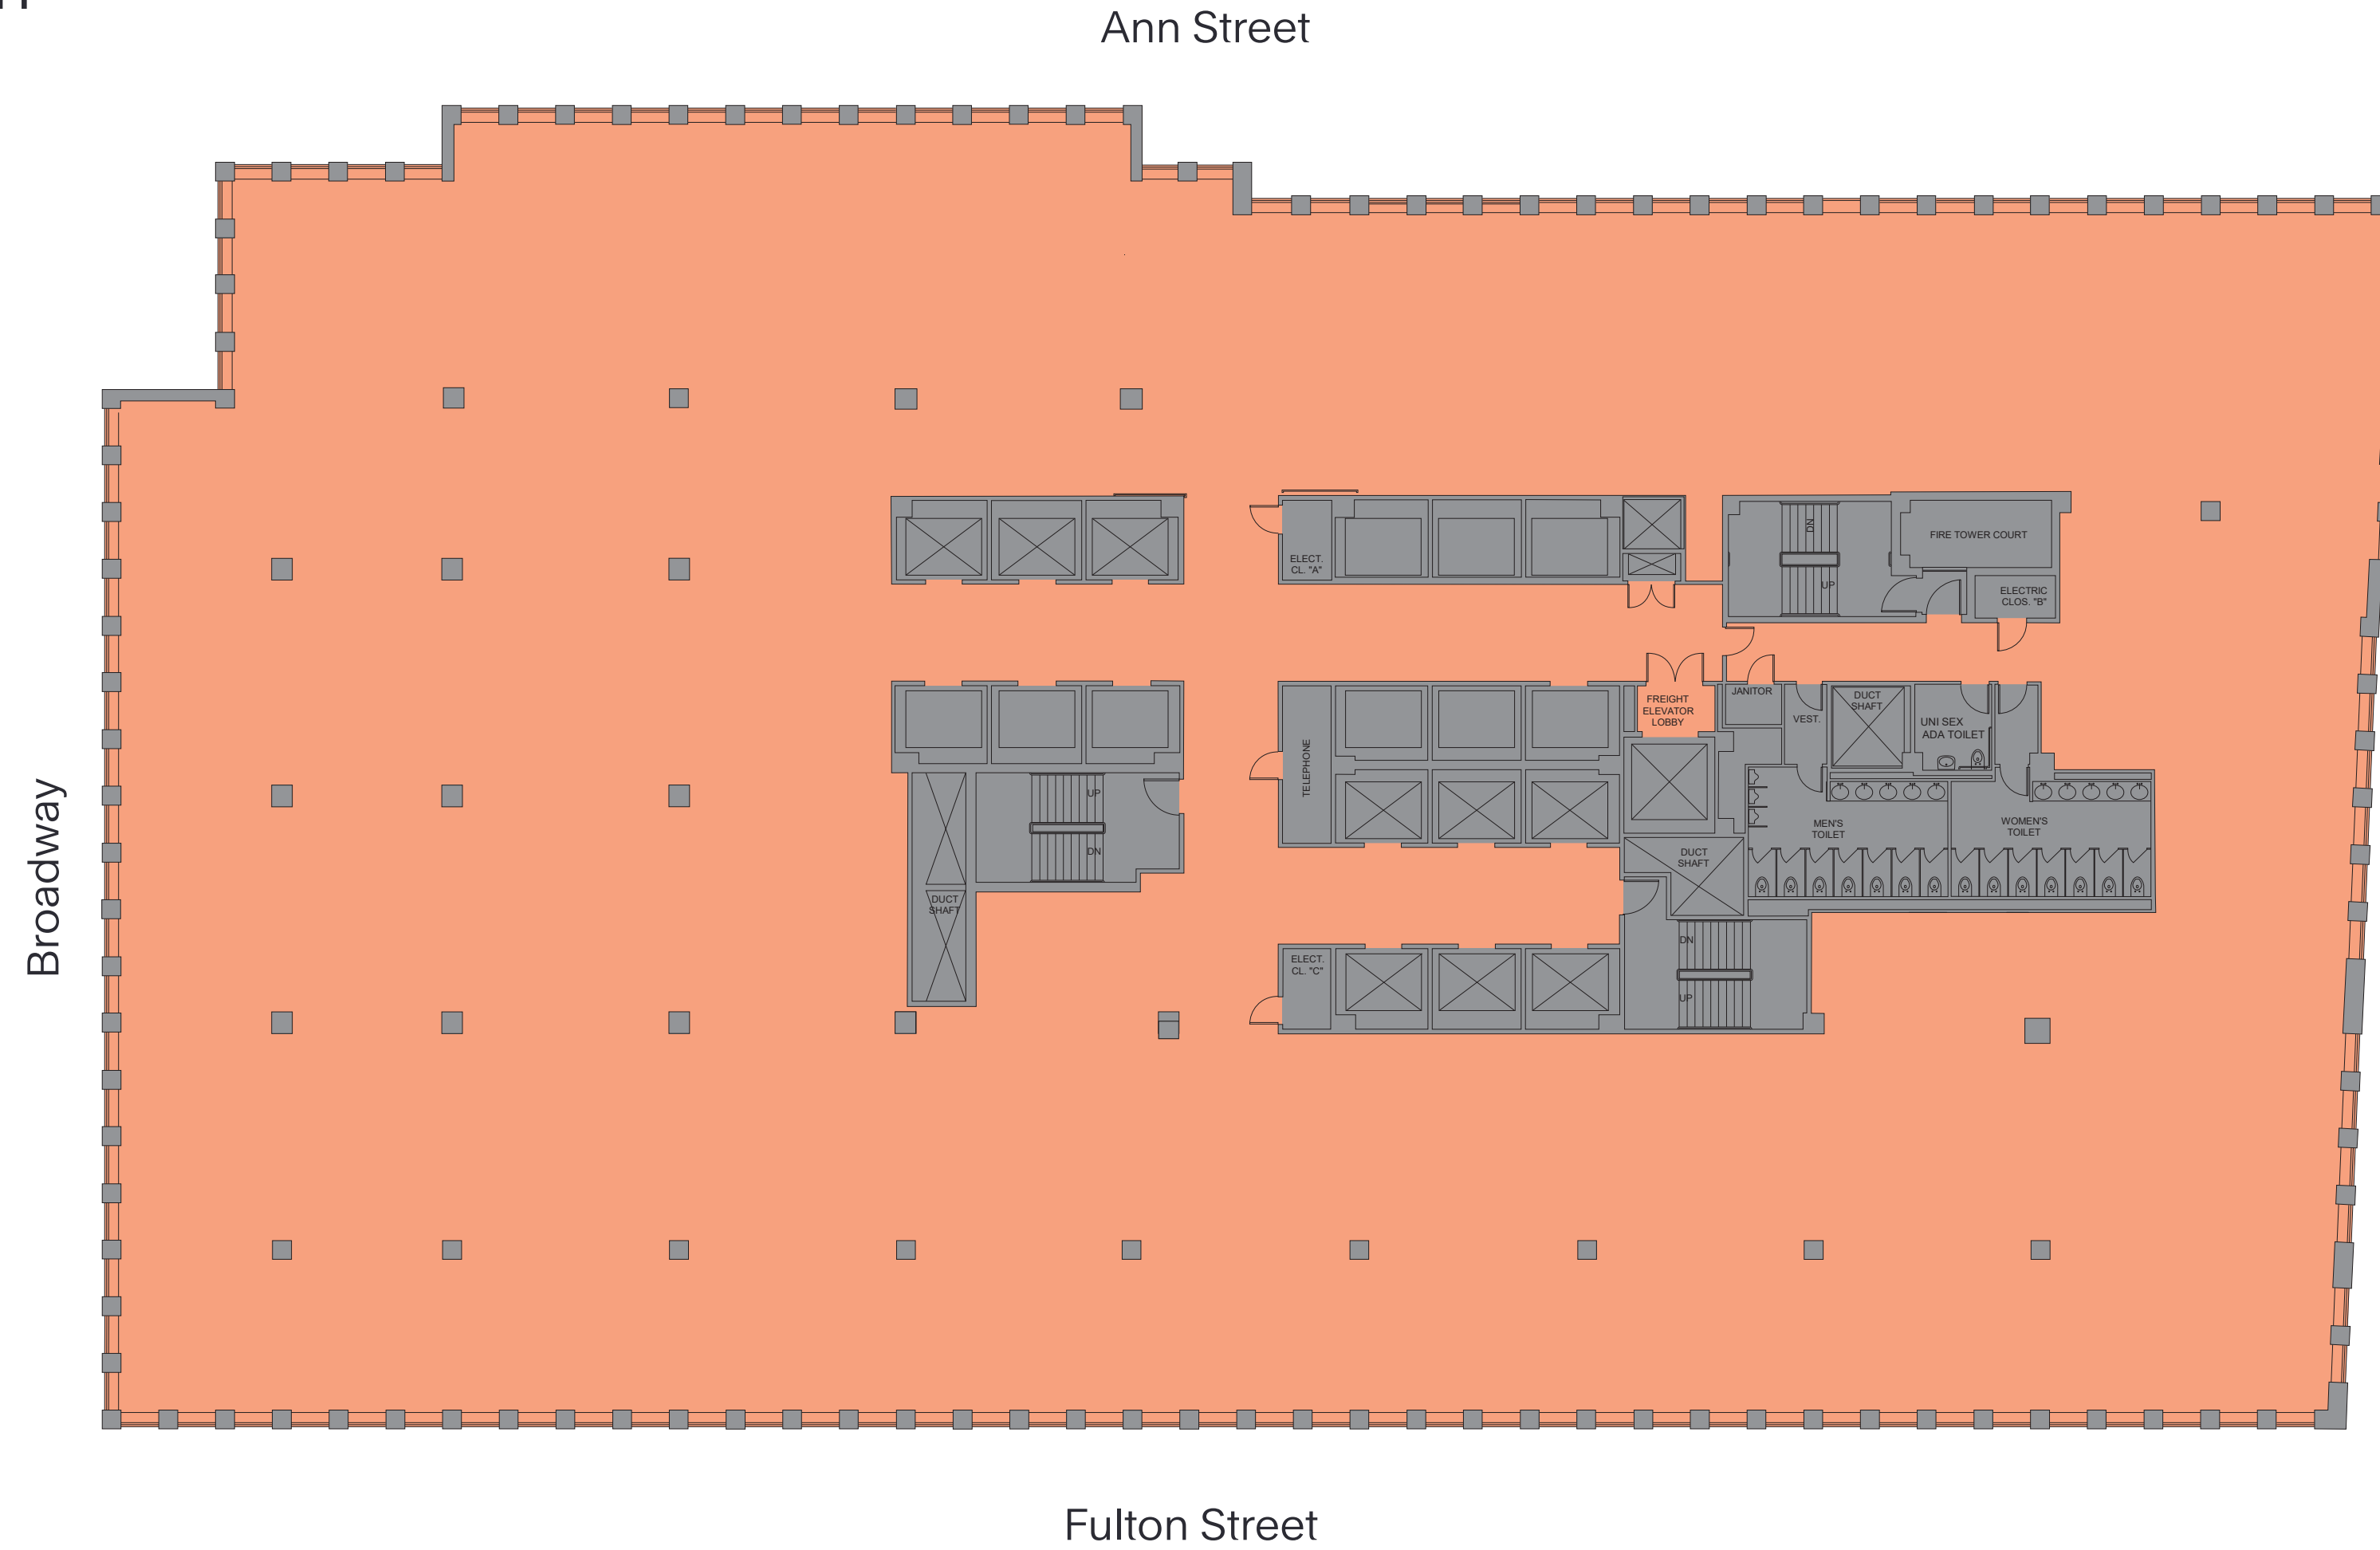 Ann Street
DN
FIRE TOWER COURT
ELECT.
CL. "A"
UP
ELECTRIC
CLOS. "B"
FREIGHT
ELEVATOR
LOBBY
JANITOR
VEST.
DUCT
SHAFT
UNI SEX
ADA TOILET
TELEPHONE
UP
DN
MEN'S
TOILET
WOMEN'S
TOILET
DUCT
SHAFT
DUCT
SHAFT
Broadway
DN
ELECT.
CL. "C"
UP
Fulton Street